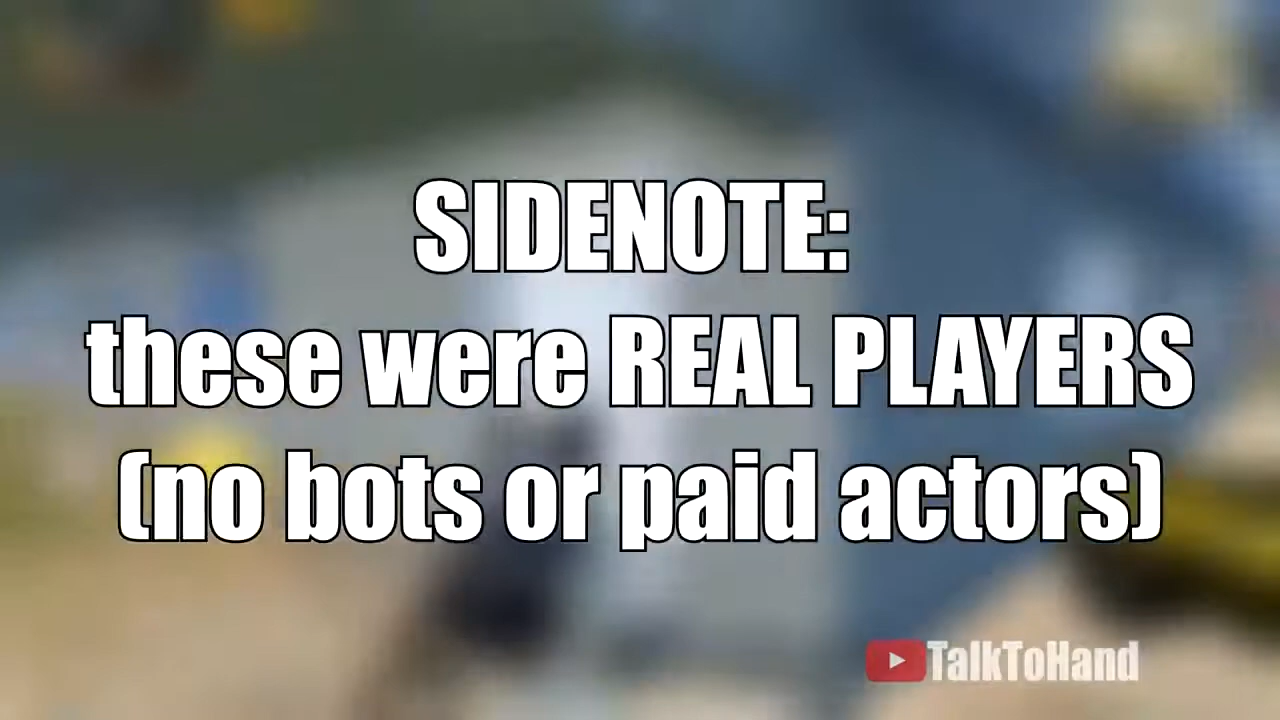 SIDENOTE:
these were REAL PLAYERS
(no bots or paid actors)
TalkToHand